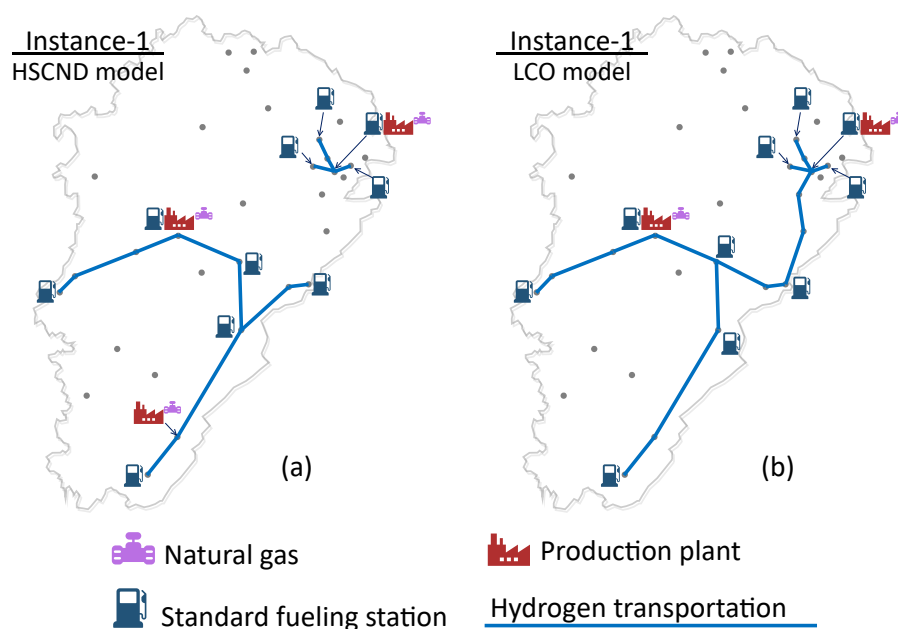 Instance-1
HSCND model
Instance-1
LCO model
(a)
(b)
Natural gas
Production plant
Standard fueling station
Hydrogen transportation